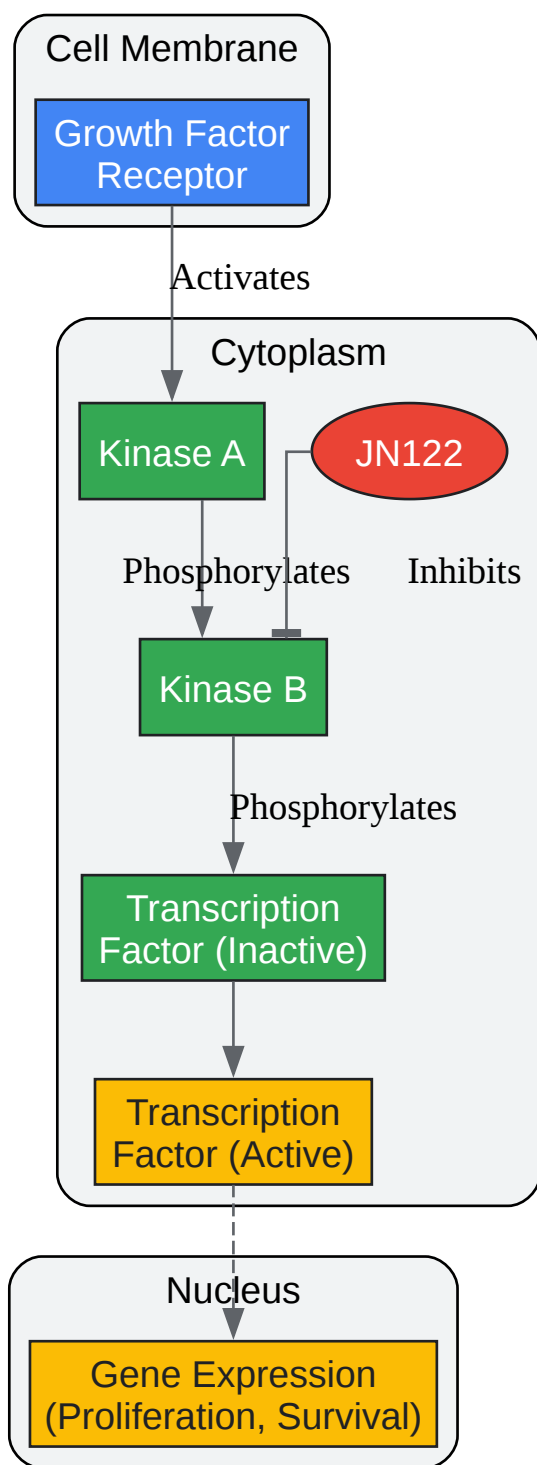 Cell Membrane
Growth Factor
Receptor
Activates
Cytoplasm
Kinase A
JN122
Phosphorylates
Inhibits
Kinase B
Phosphorylates
Transcription
Factor (Inactive)
Transcription
Factor (Active)
Nucleus
Gene Expression
(Proliferation, Survival)